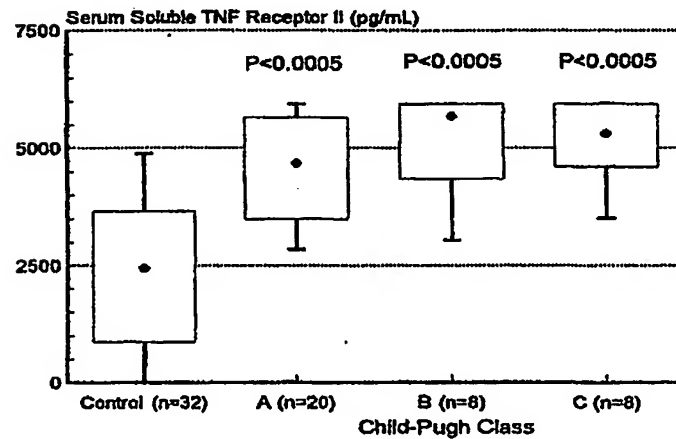 Serum Soluble TNF Receptor II (pg/mL)
7500
P<0.0005 P<0.0005 P<0.0005
5000
2500
0
Control (n=32) A (n=20) B (n=8) C (n=8)
Child-Pugh Class